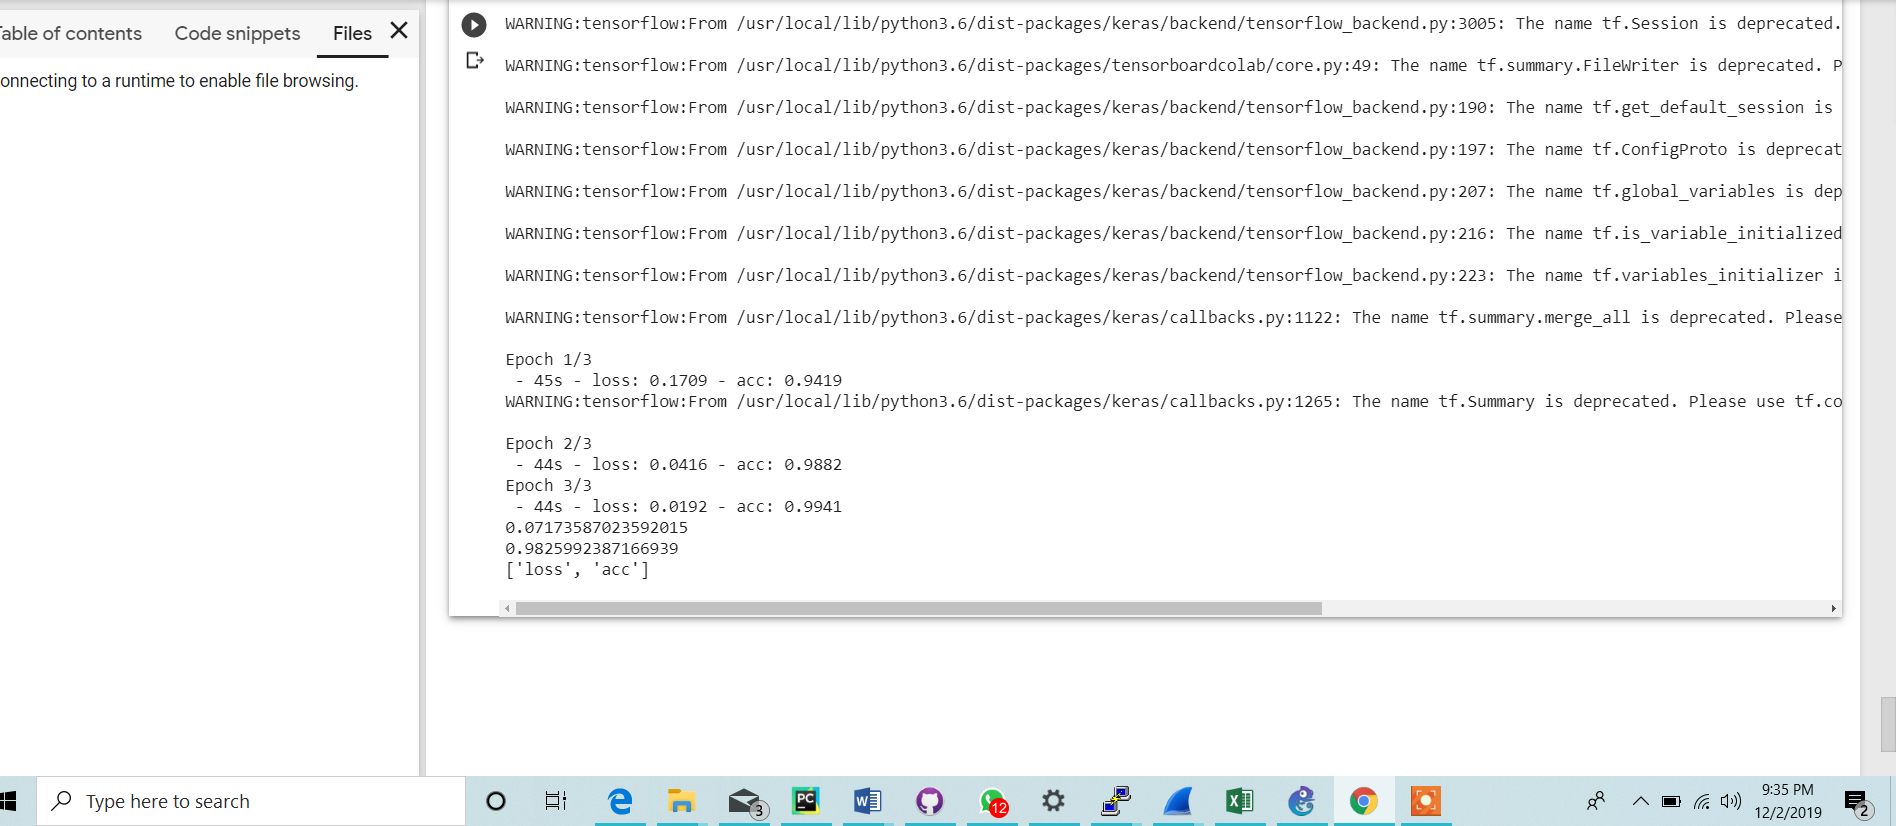 able of contents Code snippets Files
onnecting to a runtime to enable file browsing.
WARNING:tensorflow:From /usr/local/lib/python3.6/dist-packages/keras/backend/tensorflow_backend.py:3005: The name tf.Session is deprecated.
WARNING:tensorflow:From /usr/local/lib/python3.6/dist-packages/tensorboardcolab/core.py:49: The name tf.summary.FileWriter is deprecated. P
WARNING:tensorflow:From /usr/local/lib/python3.6/dist-packages/keras/backend/tensorflow_backend.py:190: The name tf.get_default_session is
WARNING:tensorflow:From /usr/local/lib/python3.6/dist-packages/keras/backend/tensorflow_backend.py:197: The name tf.ConfigProto is deprecat
WARNING:tensorflow:From /usr/local/lib/python3.6/dist-packages/keras/backend/tensorflow_backend.py:207: The name tf.global_variables is dep
WARNING:tensorflow:From /usr/local/lib/python3.6/dist-packages/keras/backend/tensorflow_backend.py:216: The name tf.is_variable_initialized
WARNING:tensorflow:From /usr/local/lib/python3.6/dist-packages/keras/backend/tensorflow_backend.py:223: The name tf.variables_initializer i
WARNING:tensorflow:From /usr/local/lib/python3.6/dist-packages/keras/callbacks.py:1122: The name tf.summary.merge_all is deprecated. Please
Epoch 1/3
- 45s - loss: 0.1709 - acc: 0.9419
WARNING:tensorflow:From /usr/local/lib/python3.6/dist-packages/keras/callbacks.py:1265: The name tf.Summary is deprecated. Please use tf.co
Epoch 2/3
- 44s - loss: 0.0416 - acc: 0.9882
Epoch 3/3
- 44s - loss: 0.0192 - acc: 0.9941
0.07173587023592015
0.9825992387166939
['loss', 'acc']
Type here to search
3
PC
W
12
X
9:35 PM
12/2/2019
2